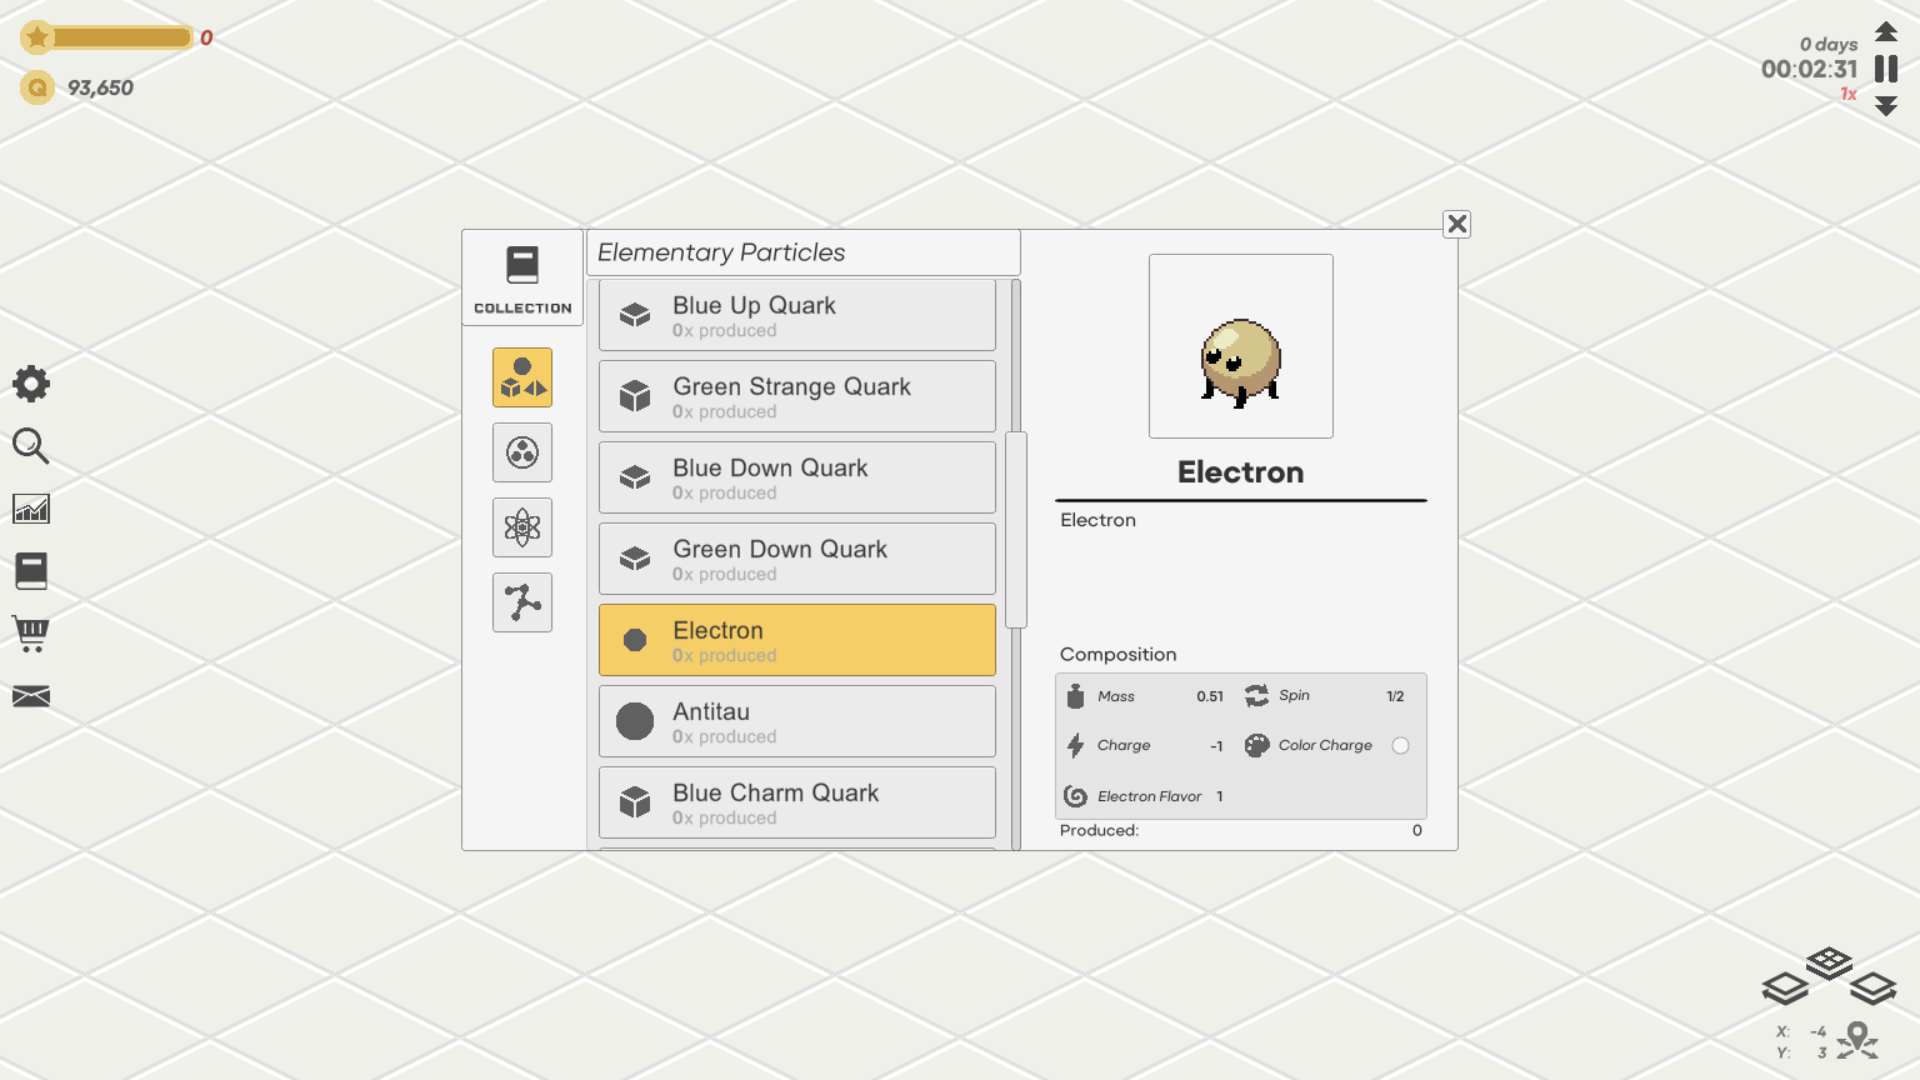 0
93,650
0 days
00:02:31
1x
COLLECTION
Elementary Particles
Blue Up Quark
0x produced
Green Strange Quark
0x produced
Blue Down Quark
0x produced
Green Down Quark
0x produced
Electron
0x produced
Antitau
0x produced
Blue Charm Quark
0x produced
Electron
Electron
Composition
Mass 0.51 Spin 1/2
Charge -1 Color Charge
Electron Flavor 1
Produced: 0
X: -4
Y: 3